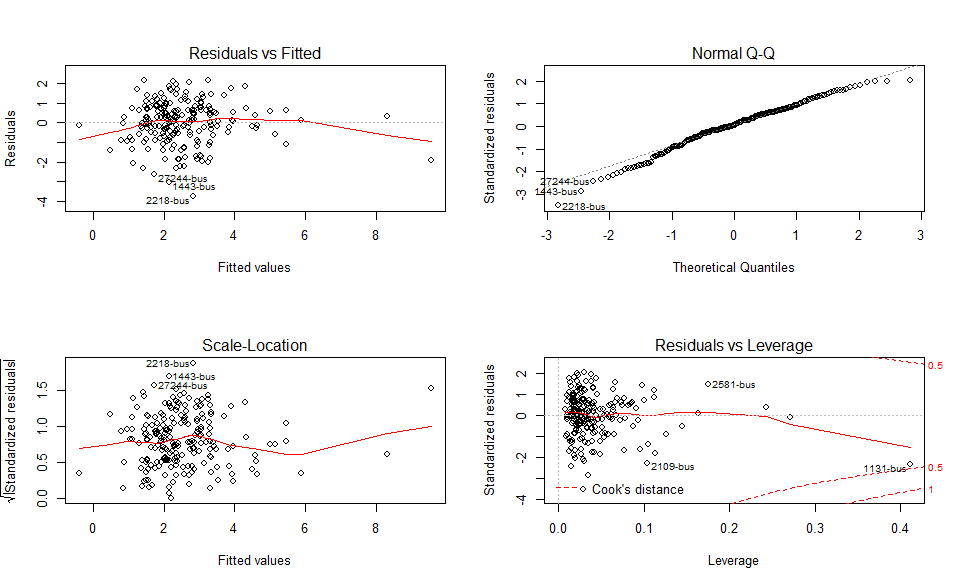 Residuals vs Fitted
Residuals
2
1
0
-2
-4
27244-bus
1443-bus
2218-bus
0 2 4 6 8
Fitted values
Normal Q-Q
Standardized residuals
2
1
0
-1
-2
-3
27244-bus
1443-bus
2218-bus
-3 -2 -1 0 1 2 3
Theoretical Quantiles
Scale-Location
√|Standardized residuals|
1.5
1.0
0.5
0.0
2218-bus
1443-bus
27244-bus
0 2 4 6 8
Fitted values
Residuals vs Leverage
Standardized residuals
2
1
0
-2
-4
2581-bus
2109-bus
1131-bus
Cook's distance
0.5
0.5
1
0.0 0.1 0.2 0.3 0.4
Leverage